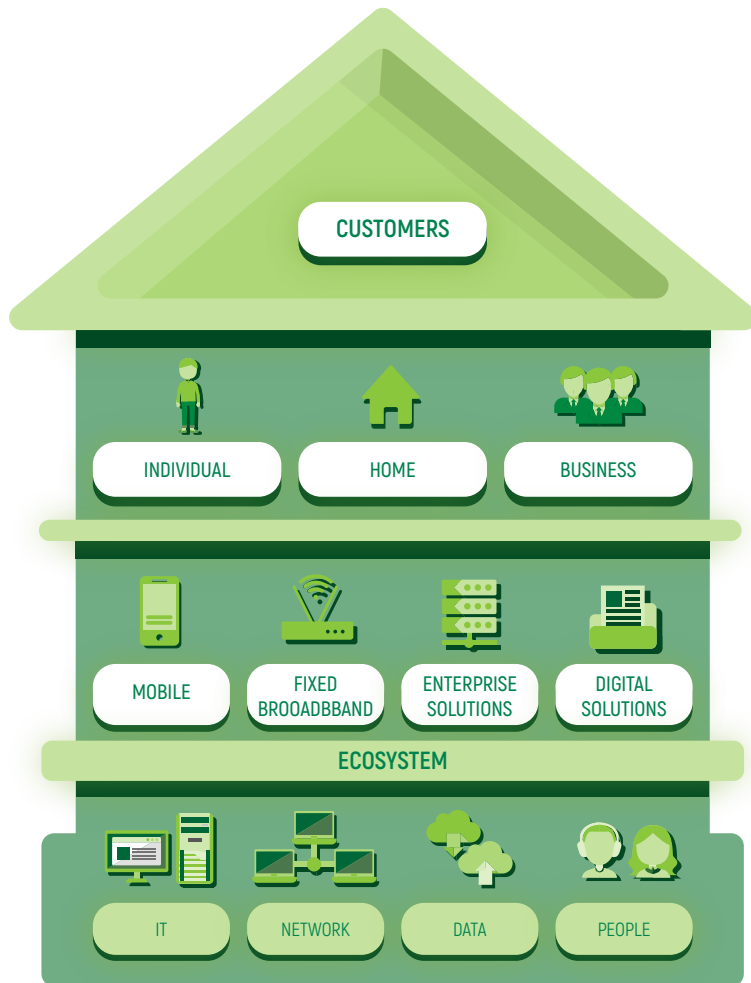 CUSTOMERS
INDIVIDUAL
HOME
BUSINESS
MOBILE
FIXED
BROOADBBAND
ENTERPRISE
SOLUTIONS
DIGITAL
SOLUTIONS
ECOSYSTEM
IT
NETWORK
DATA
PEOPLE